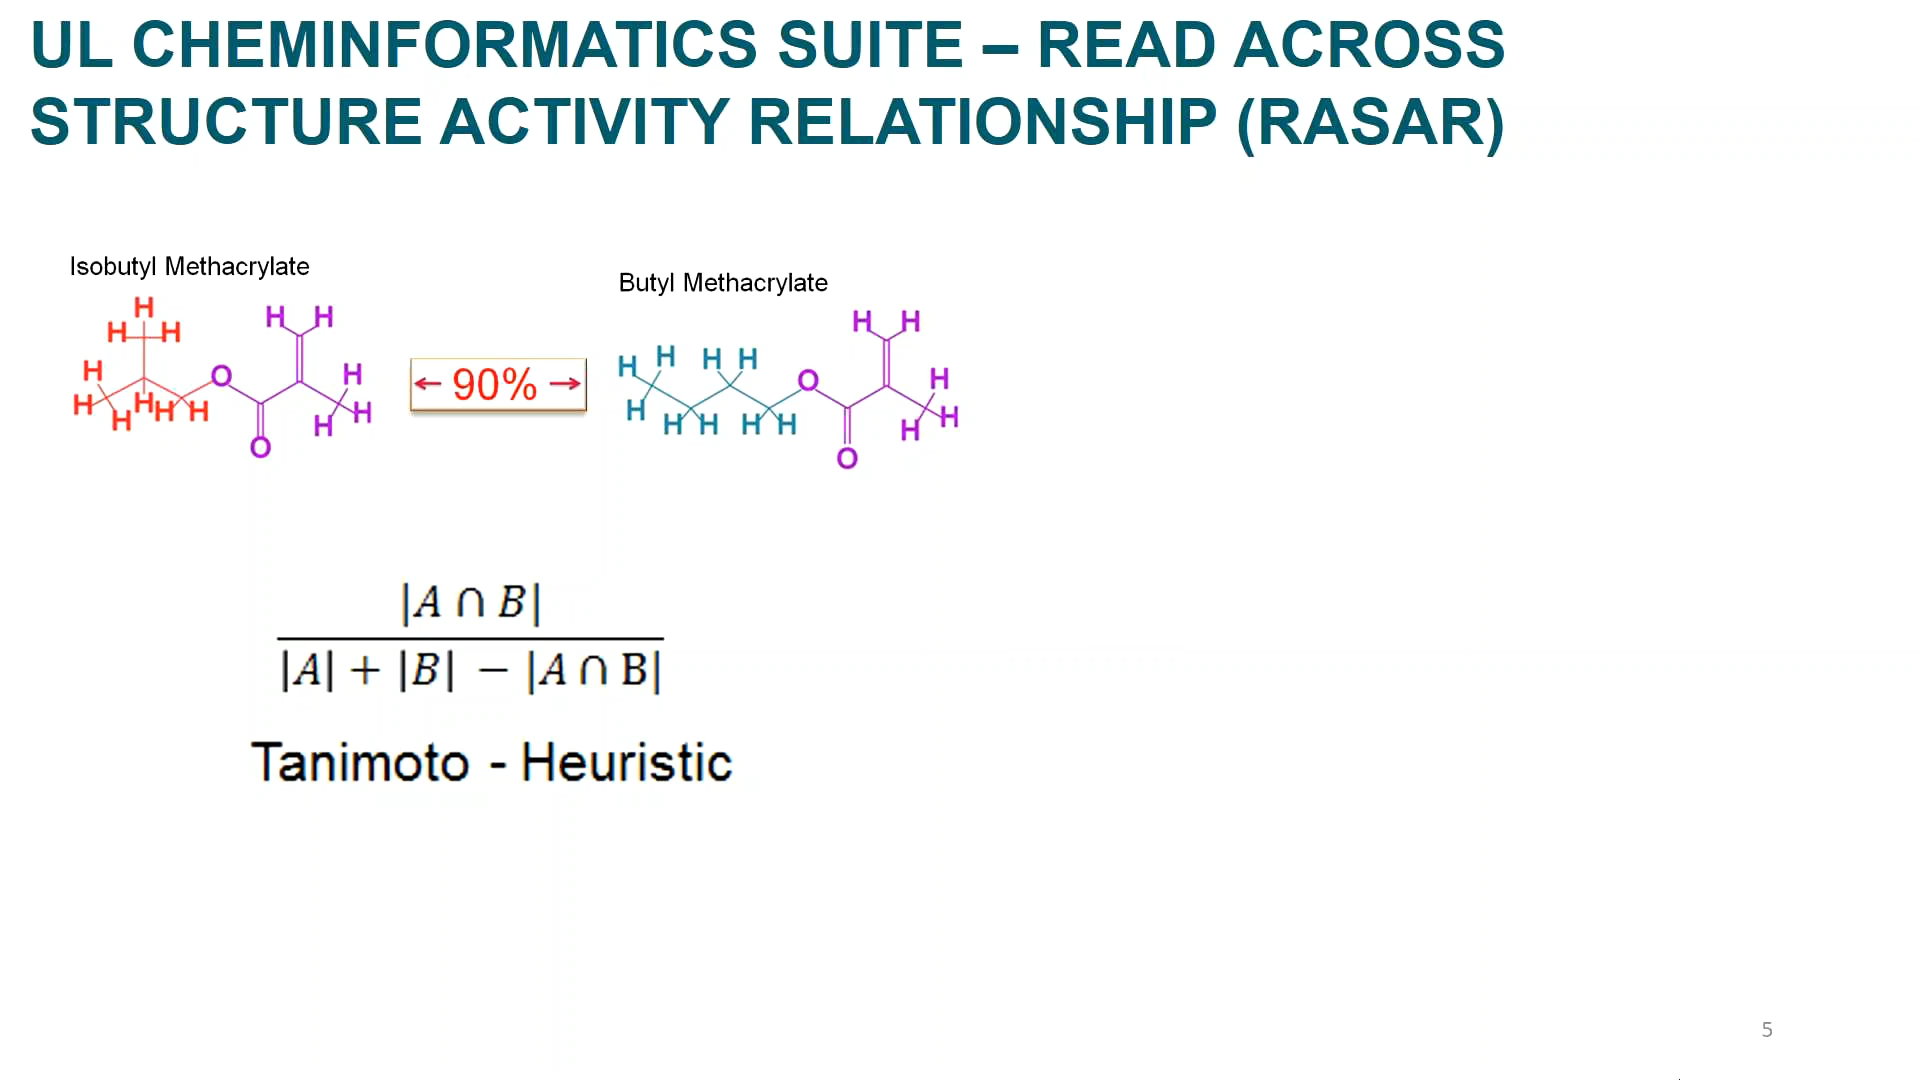 UL CHEMINFORMATICS SUITE – READ ACROSS
STRUCTURE ACTIVITY RELATIONSHIP (RASAR)
Isobutyl Methacrylate
H
H H
H
H H H H H
O
O
H H
H
H H
← 90% →
Butyl Methacrylate
H H H H
H
H H H H
O
O
H H
H
H H
|A ∩ B|
|A| + |B| − |A ∩ B|
Tanimoto - Heuristic
5